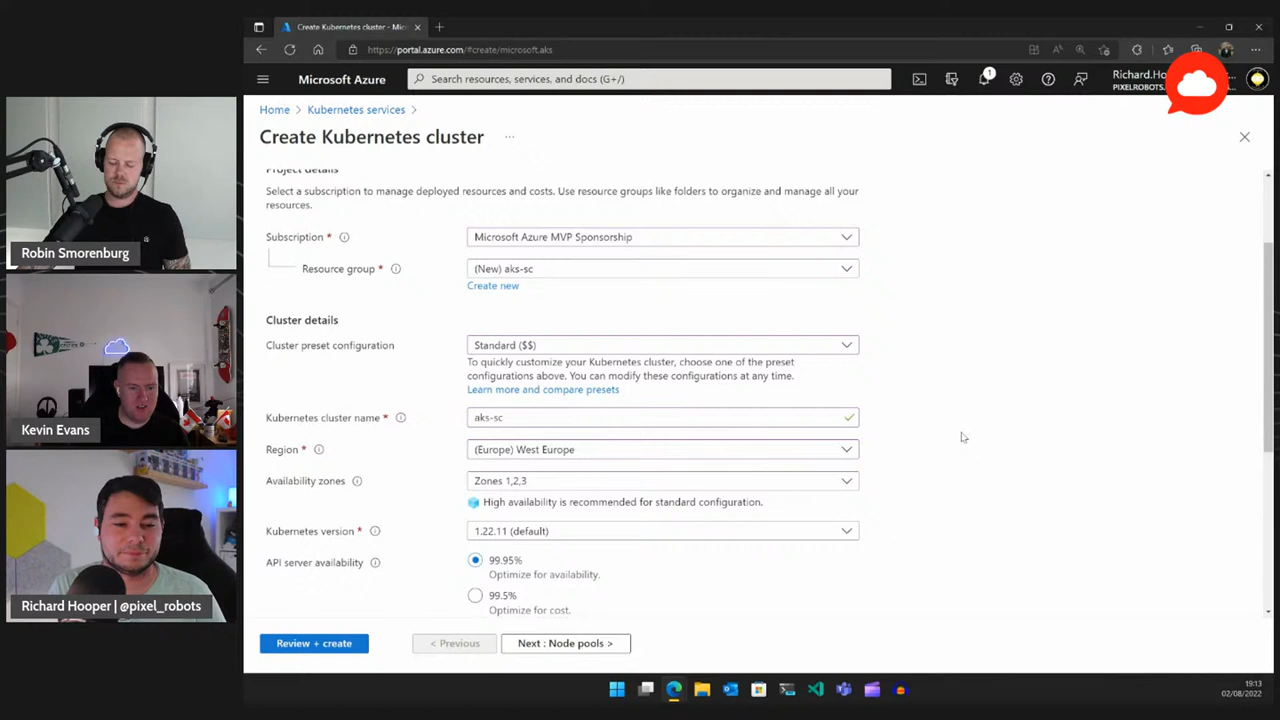 Create Kubernetes cluster - Mic
https://portal.azure.com/#create/microsoft.aks
Microsoft Azure
Search resources, services, and docs (G+/)
1
Richard.Ho
PIXELROBOTS.
Home > Kubernetes services >
Create Kubernetes cluster
...
Project details
Select a subscription to manage deployed resources and costs. Use resource groups like folders to organize and manage all your
resources.
Subscription *
Microsoft Azure MVP Sponsorship
Resource group *
(New) aks-sc
Create new
Cluster details
Cluster preset configuration
Standard ($$)
To quickly customize your Kubernetes cluster, choose one of the preset
configurations above. You can modify these configurations at any time.
Learn more and compare presets
Kubernetes cluster name *
aks-sc
Region *
(Europe) West Europe
Availability zones
Zones 1,2,3
High availability is recommended for standard configuration.
Kubernetes version *
1.22.11 (default)
API server availability
99.95%
Optimize for availability.
99.5%
Optimize for cost.
Review + create
< Previous
Next : Node pools >
19:13
02/08/2022
Robin Smorenburg
Kevin Evans
Richard Hooper | @pixel_robots